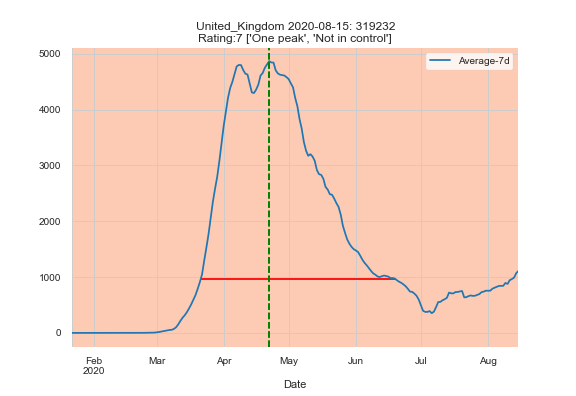 United_Kingdom 2020-08-15: 319232
Rating:7 ['One peak', 'Not in control']
Average-7d
5000
4000
3000
2000
1000
0
Feb Mar Apr May Jun Jul Aug
2020
Date